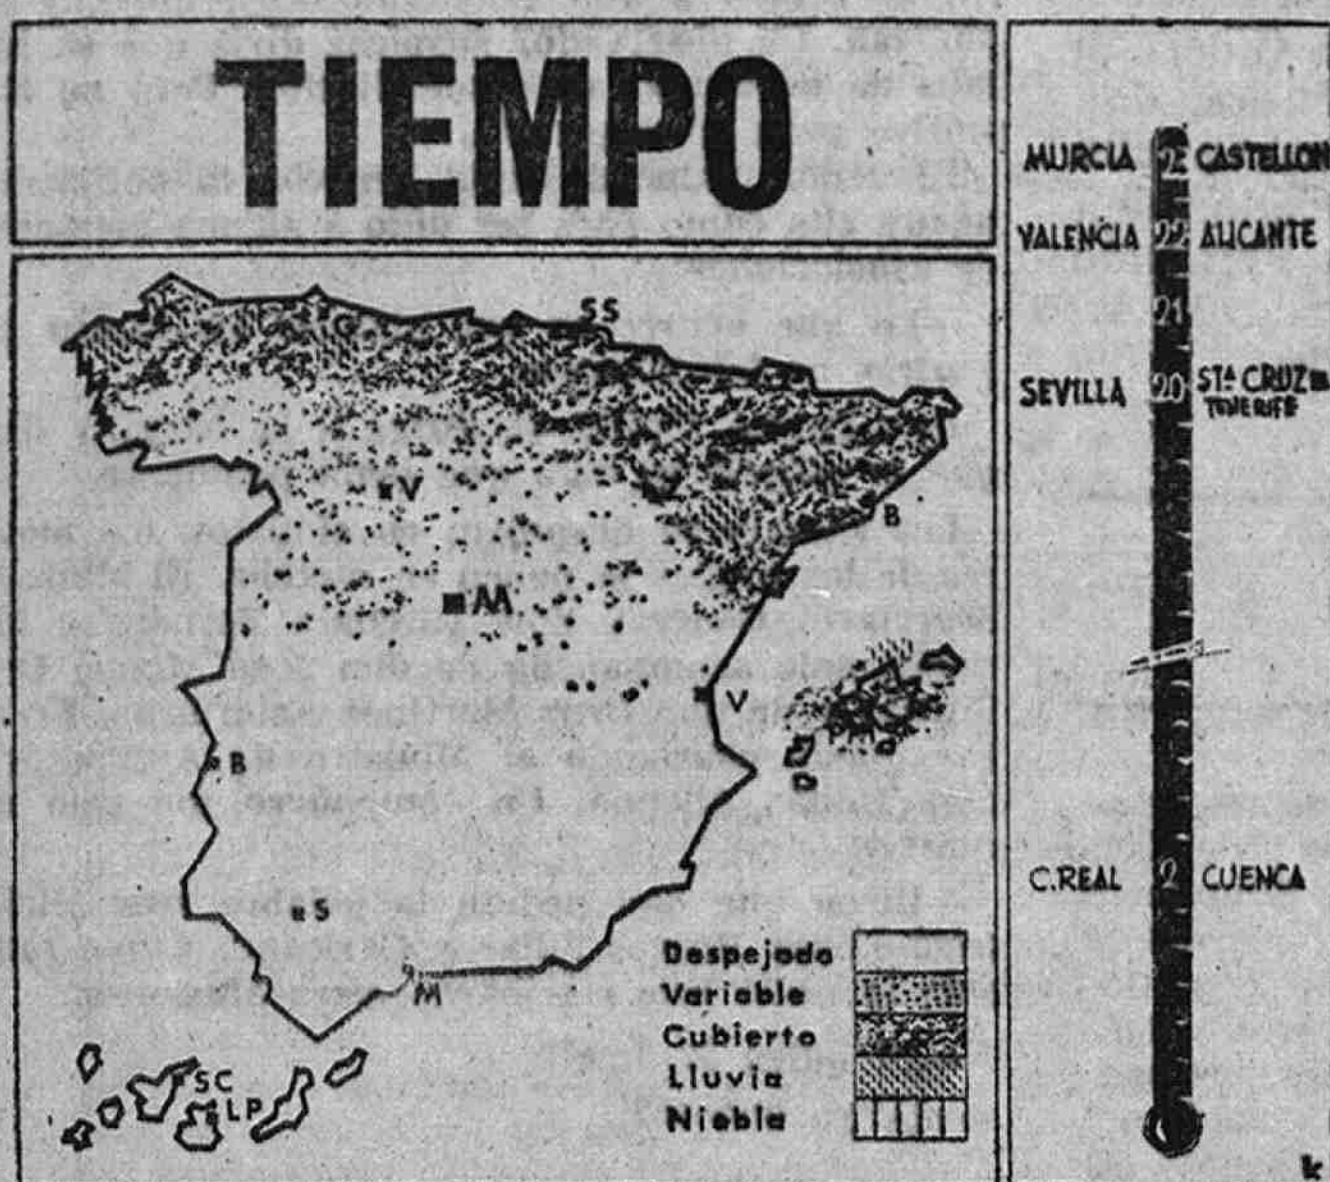 TIEMPO
SS
V
B
M
V
B
S
M
SC
LP
Despejado
Variable
Cubierto
Lluvia
Niebla
MURCIA CASTELLON
VALENCIA 22 ALICANTE
21
SEVILLA 20 STA CRUZ
TENERIFE
C.REAL 2 CUENCA